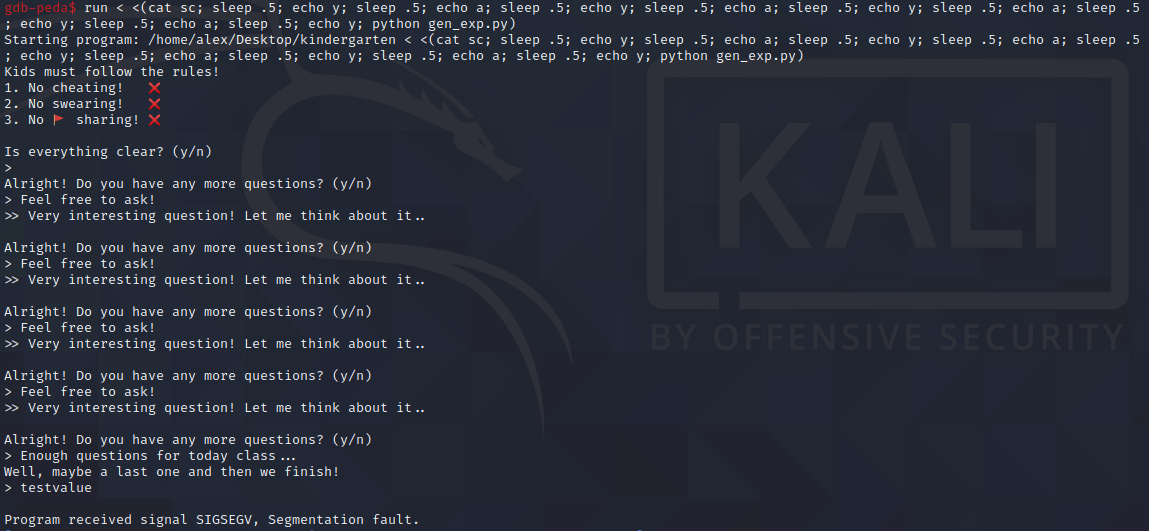 gdb-peda$ run < <(cat sc; sleep .5; echo y; sleep .5; echo a; sleep .5; echo y; sleep .5; echo a; sleep .5; echo y; sleep .5; echo a; sleep .5
; echo y; sleep .5; echo a; sleep .5; echo y; python gen_exp.py)
Starting program: /home/alex/Desktop/kindergarten < <(cat sc; sleep .5; echo y; sleep .5; echo a; sleep .5; echo y; sleep .5; echo a; sleep .5
; echo y; sleep .5; echo a; sleep .5; echo y; sleep .5; echo a; sleep .5; echo y; python gen_exp.py)
Kids must follow the rules!
1. No cheating! ❌
2. No swearing! ❌
3. No 🚩 sharing! ❌
Is everything clear? (y/n)
>
Alright! Do you have any more questions? (y/n)
> Feel free to ask!
>> Very interesting question! Let me think about it..
Alright! Do you have any more questions? (y/n)
> Feel free to ask!
>> Very interesting question! Let me think about it..
Alright! Do you have any more questions? (y/n)
> Feel free to ask!
>> Very interesting question! Let me think about it..
Alright! Do you have any more questions? (y/n)
> Feel free to ask!
>> Very interesting question! Let me think about it..
Alright! Do you have any more questions? (y/n)
> Enough questions for today class...
Well, maybe a last one and then we finish!
> testvalue
Program received signal SIGSEGV, Segmentation fault.
KALI
BY OFFENSIVE SECURITY